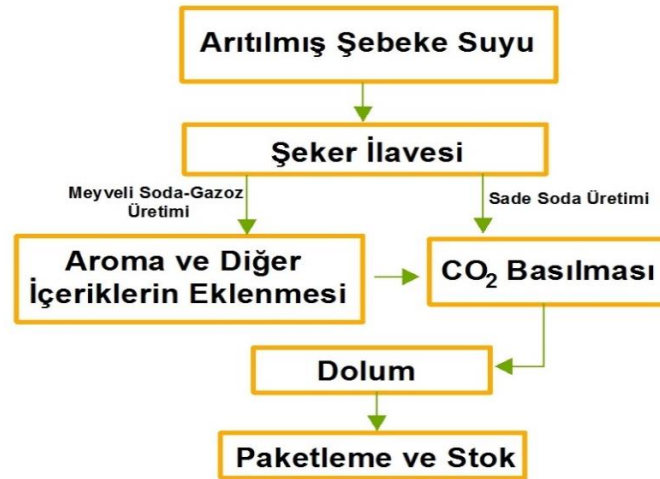 Arıtılmış Şebeke Suyu
Şeker İlavesi
Meyveli Soda-Gazoz
Üretimi
Sade Soda Üretimi
Aroma ve Diğer
İçeriklerin Eklenmesi
CO₂ Basılması
Dolum
Paketleme ve Stok